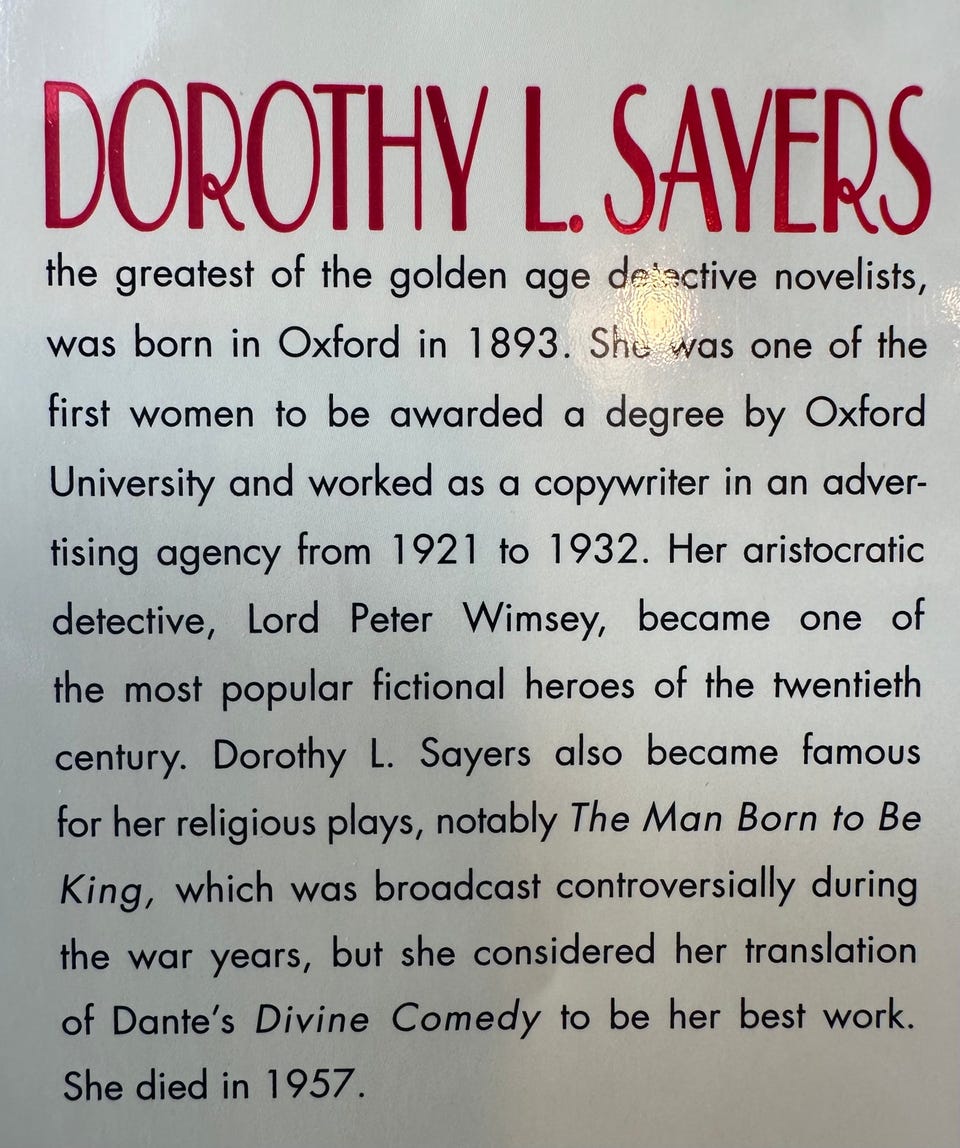 DOROTHY L. SAYERS
the greatest of the golden age detective novelists,
was born in Oxford in 1893. She was one of the
first women to be awarded a degree by Oxford
University and worked as a copywriter in an adver-
tising agency from 1921 to 1932. Her aristocratic
detective, Lord Peter Wimsey, became one of
the most popular fictional heroes of the twentieth
century. Dorothy L. Sayers also became famous
for her religious plays, notably The Man Born to Be
King, which was broadcast controversially during
the war years, but she considered her translation
of Dante’s Divine Comedy to be her best work.
She died in 1957.